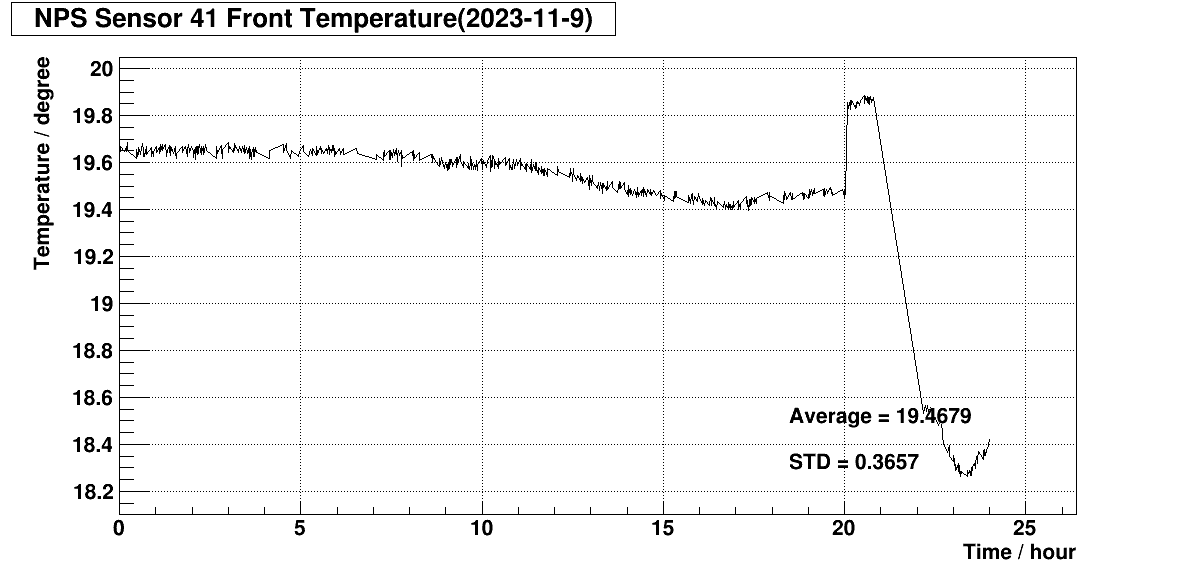 NPS Sensor 41 Front Temperature(2023-11-9)
Temperature / degree
20
19.8
19.6
19.4
19.2
19
18.8
18.6
18.4
18.2
Average = 19.4679
STD = 0.3657
0 5 10 15 20 25
Time / hour